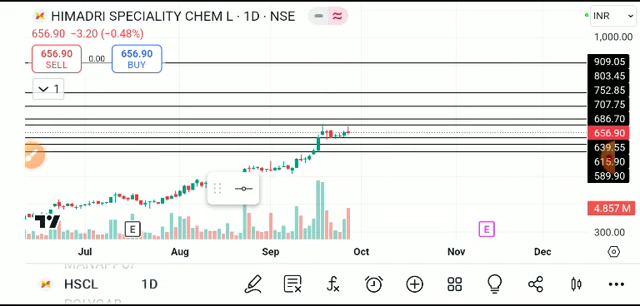 HIMADRI SPECIALITY CHEM L · 1D · NSE
INR
656.90 −3.20 (−0.48%)
1,000.00
656.90
SELL
0.00
656.90
BUY
909.05
803.45
1
752.85
707.75
686.70
656.90
639.55
615.90
589.90
4.857 M
E
E
300.00
Jul
Aug
Sep
Oct
Nov
Dec
HSCL
1D